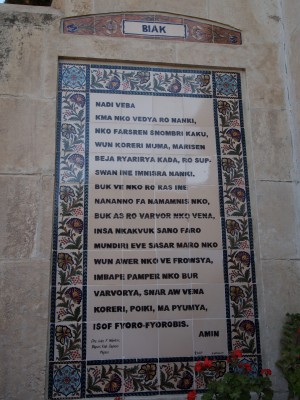 BIAK
NADI VEBA
KMA NKO VEDYA RO NANKI,
NKO FARSREN SNOMBRI KAKU,
WUN KORERI MUMA, MARISEN
BEJA RYARIRYA KADA, RO SUP-
SWAN INE IMNISRA NANKI.
BUK VE NKO RO RAS INE
NANANNO FA NAMAMNIS NKO,
BUK AS RO VARVOR NKO VENA,
INSA NKAKVUK SANO FAIRO
MUNDIRI EVE SASAR MARO NKO
WUN AWER NKO VE FROWSYA,
IMBAPE PAMPER NKO BUR
VARVORYA, SNAR AW VENA
KORERI, POIKI, MA PYUMYA,
ISOF FYORO-FYOROBIS.
AMIN